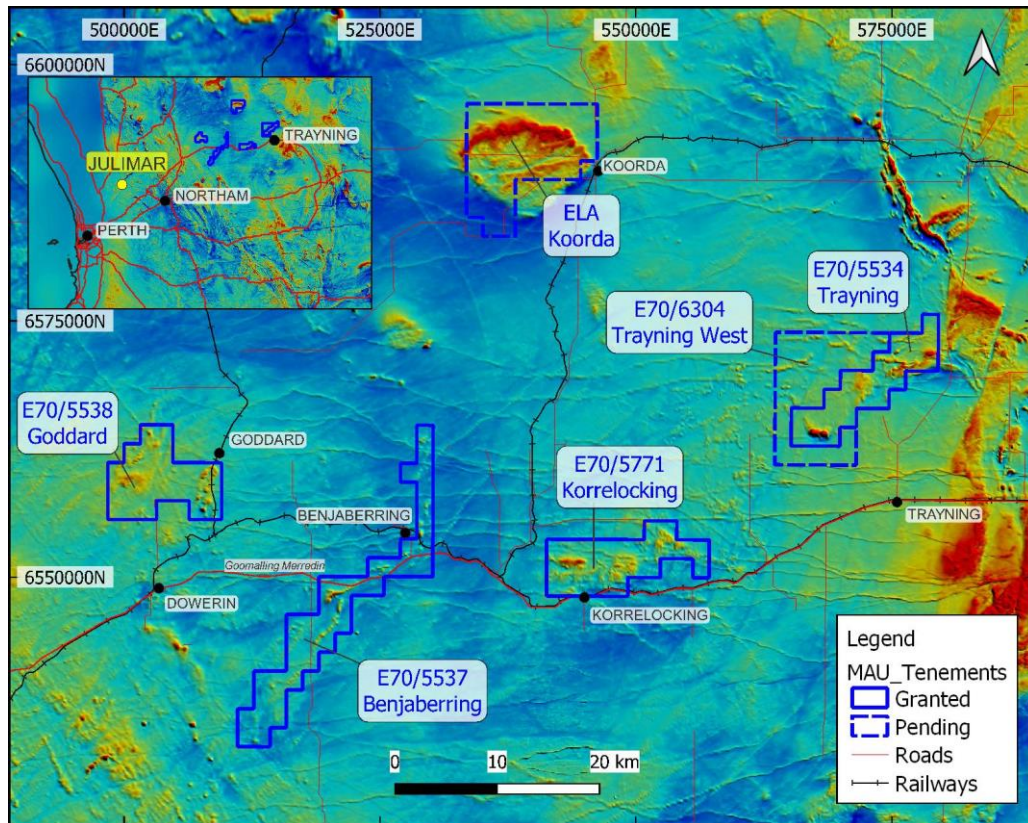 500000E
525000E
550000E
575000E
6600000N
6575000N
6550000N
TRAYNING
JULIMAR
NORTHAM
PERTH
KOORDA
ELA
Koorda
E70/5534
Trayning
E70/6304
Trayning West
E70/5538
Goddard
GODDARD
E70/5771
Korrelocking
BENJABERRING
TRAYNING
Goomalling Merredin
DOWERIN
KORRELOCKING
E70/5537
Benjaberring
0
10
20 km
Legend
MAU_Tenements
Granted
Pending
Roads
Railways